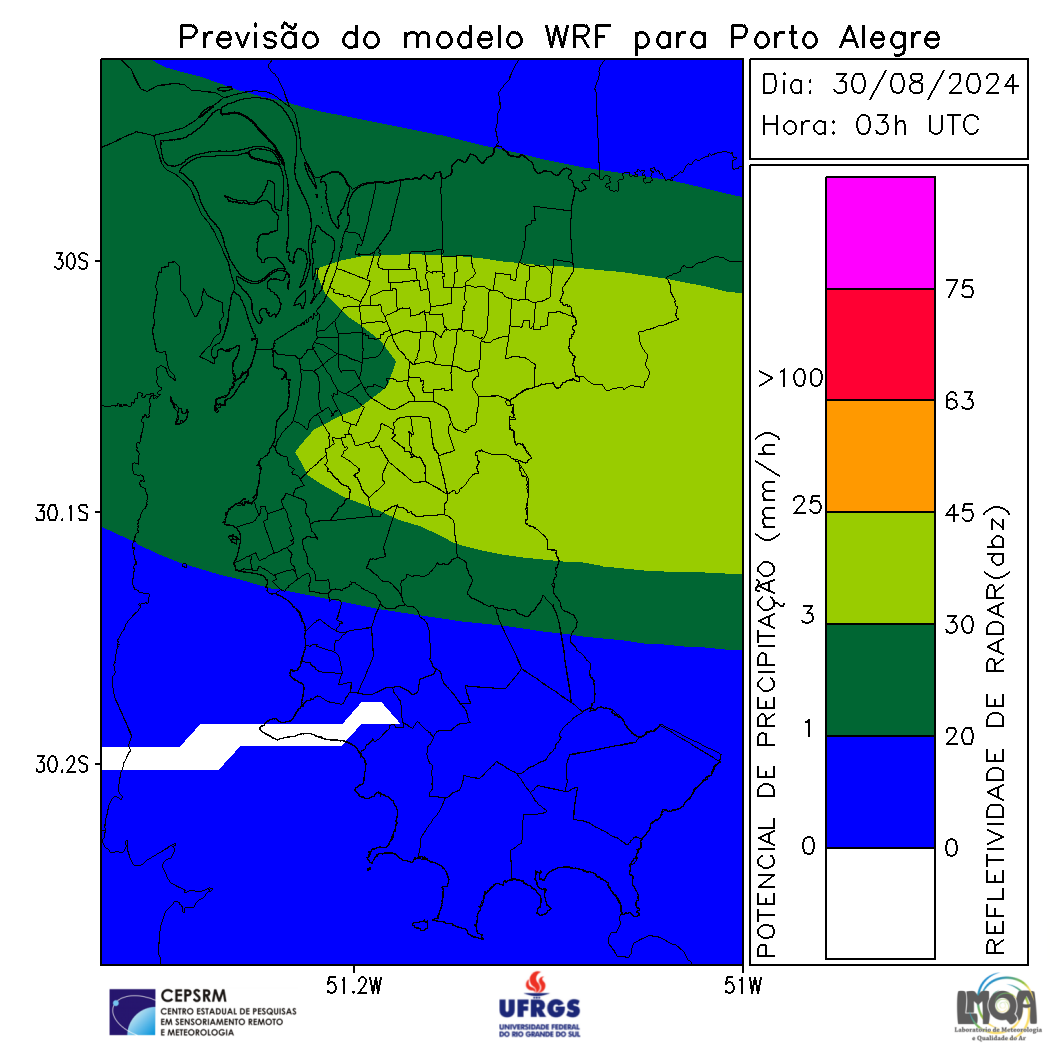 Previsão do modelo WRF para Porto Alegre
Dia: 30/08/2024
Hora: 03h UTC
30S
30.1S
30.2S
51.2W
51W
POTENCIAL DE PRECIPITAÇÃO (mm/h)
>100
25
3
1
0
75
63
45
30
20
0
REFLETIVIDADE DE RADAR(dbz)
CEPSRM
CENTRO ESTADUAL DE PESQUISAS
EM SENSORIAMENTO REMOTO
E METEOROLOGIA
UFRGS
UNIVERSIDADE FEDERAL
DO RIO GRANDE DO SUL
LMQA
Laboratório de Meteorologia
e Qualidade do Ar